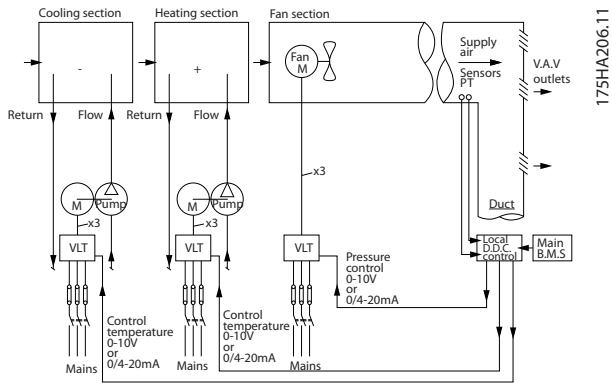 Cooling section
Heating section
Fan section
175HA206.11
-
+
Fan
M
Supply
air
Sensors
PT
V.A.V
outlets
Return
Flow
Return
Flow
M
Pump
M
Pump
x3
x3
x3
Duct
VLT
VLT
VLT
Local
D.D.C.
control
Main
B.M.S
Pressure
control
0-10V
or
0/4-20mA
Control
temperature
0-10V
or
0/4-20mA
Control
temperature
0-10V
or
0/4-20mA
Mains
Mains
Mains